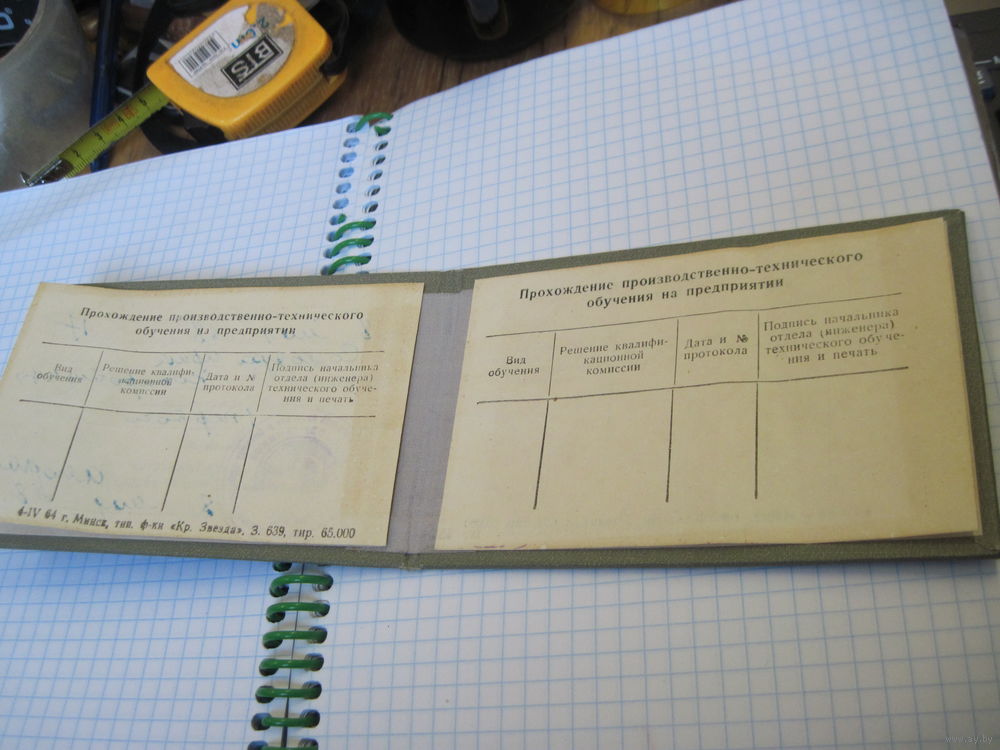 BIS
Прохождение производственно-технического
обучения на предприятии
Вид
обучения
Решение квалифи-
кационной
комиссии
Дата и №
протокола
Подпись начальника
отдела (инженера)
технического обуче-
ния и печать
4-IV 64 г. Минск, тип. ф-ки «Кр. Звезда», З. 639, тир. 65.000
Прохождение производственно-технического
обучения на предприятии
Вид
обучения
Решение квалифи-
кационной
комиссии
Дата и №
протокола
Подпись начальника
отдела (инженера)
технического обуче-
ния и печать
www.ay.by